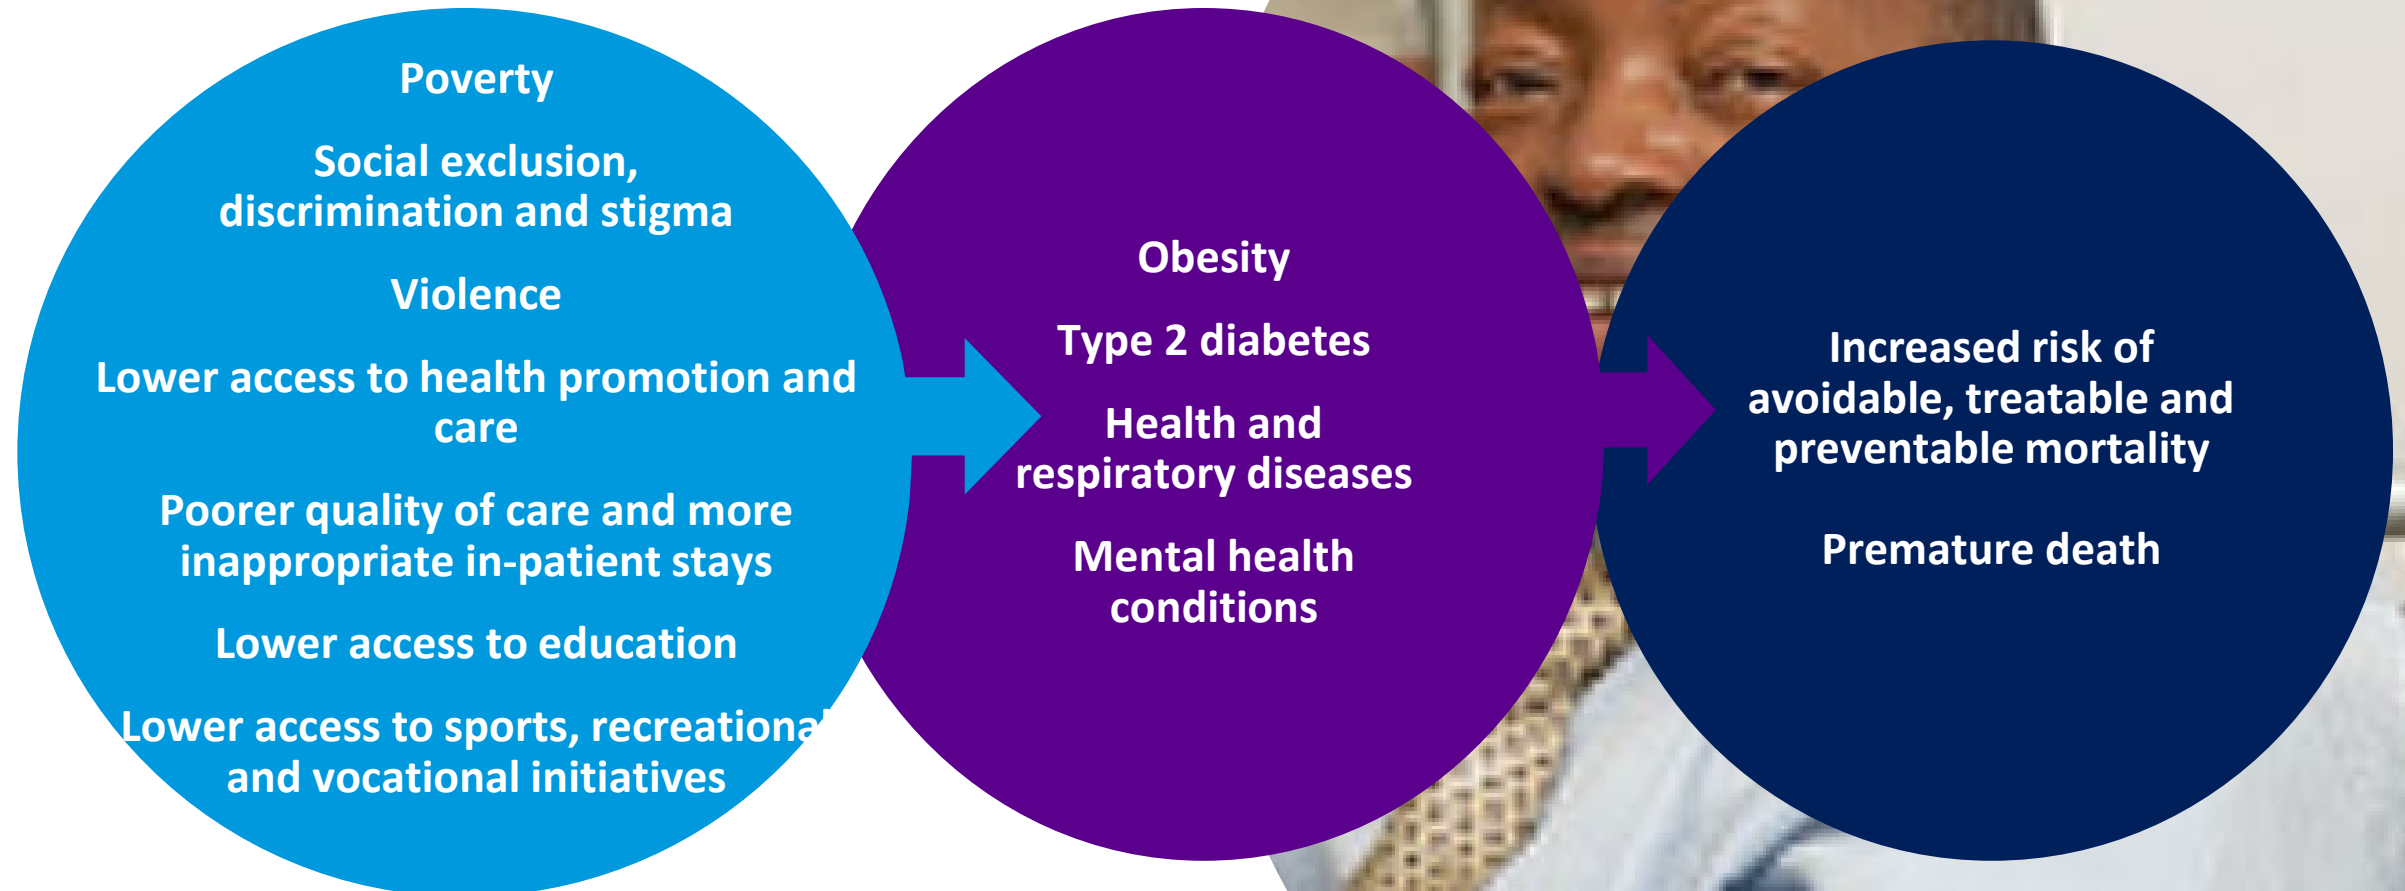 Poverty
Social exclusion,
discrimination and stigma
Violence
Lower access to health promotion and
care
Poorer quality of care and more
inappropriate in-patient stays
Lower access to education
Lower access to sports, recreational
and vocational initiatives
Obesity
Type 2 diabetes
Health and
respiratory diseases
Mental health
conditions
Increased risk of
avoidable, treatable and
preventable mortality
Premature death